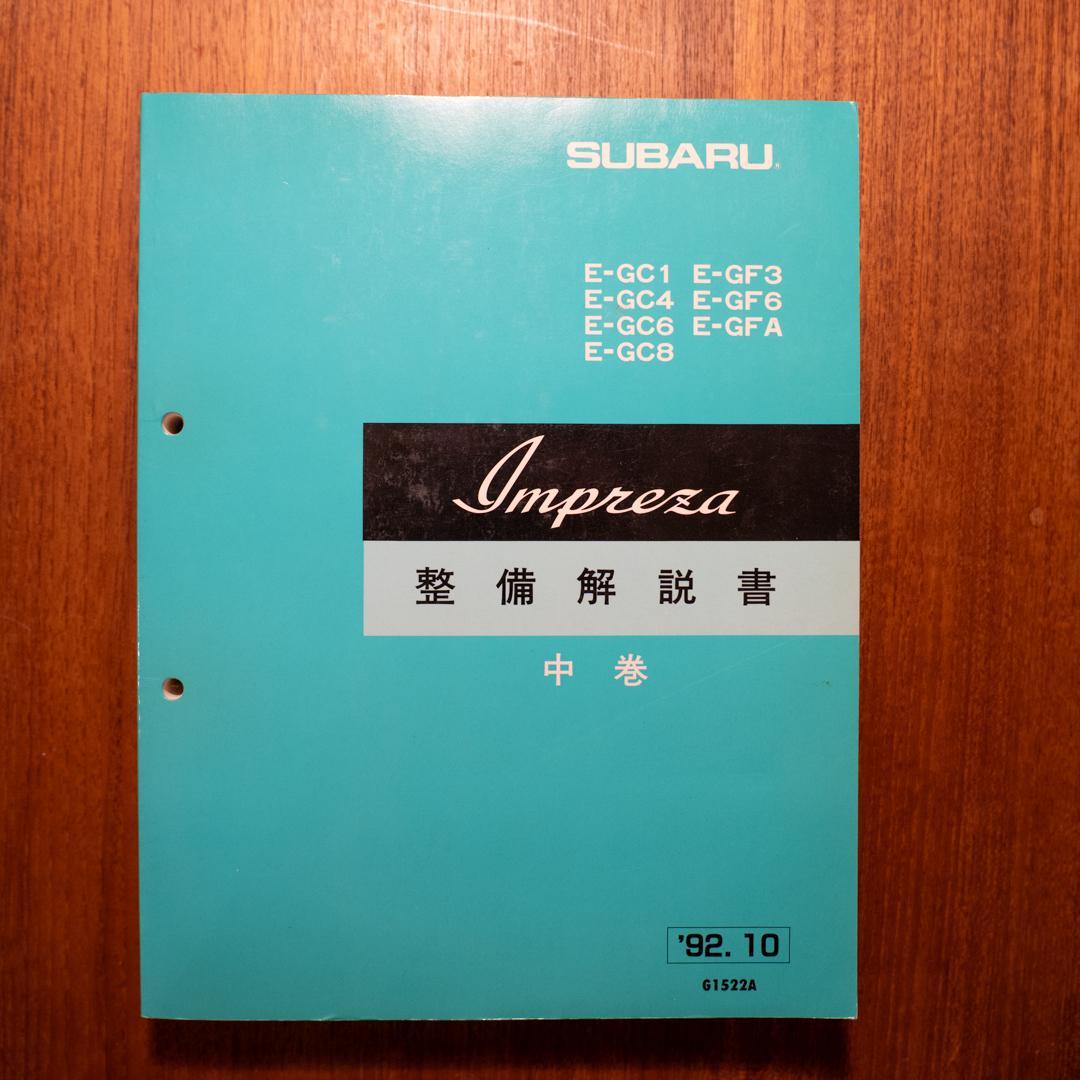 SUBARU®
E-GC1 E-GF3
E-GC4 E-GF6
E-GC6 E-GFA
E-GC8
Impreza
整備解説書
中巻
'92.10
G1522A